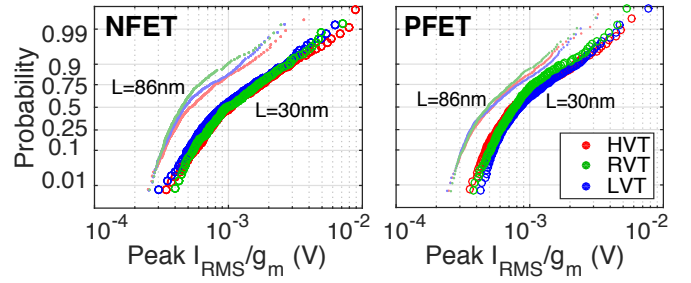 NFET
PFET
Probability
0.99
0.9
0.75
0.5
0.25
0.1
0.01
L=86nm
L=30nm
L=86nm
L=30nm
HVT
RVT
LVT
10^-4
10^-3
10^-2
10^-4
10^-3
10^-2
Peak I_RMS/g_m (V)
Peak I_RMS/g_m (V)